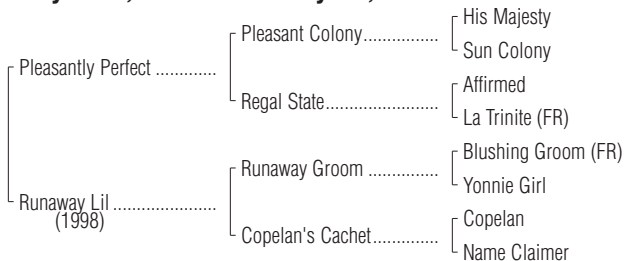 His Majesty
Pleasant Colony...............
Sun Colony
Pleasantly Perfect .............
Affirmed
Regal State........................
La Trinite (FR)
Blushing Groom (FR)
Runaway Groom ...............
Yonnie Girl
Runaway Lil ......................
(1998)
Copelan
Copelan's Cachet..............
Name Claimer